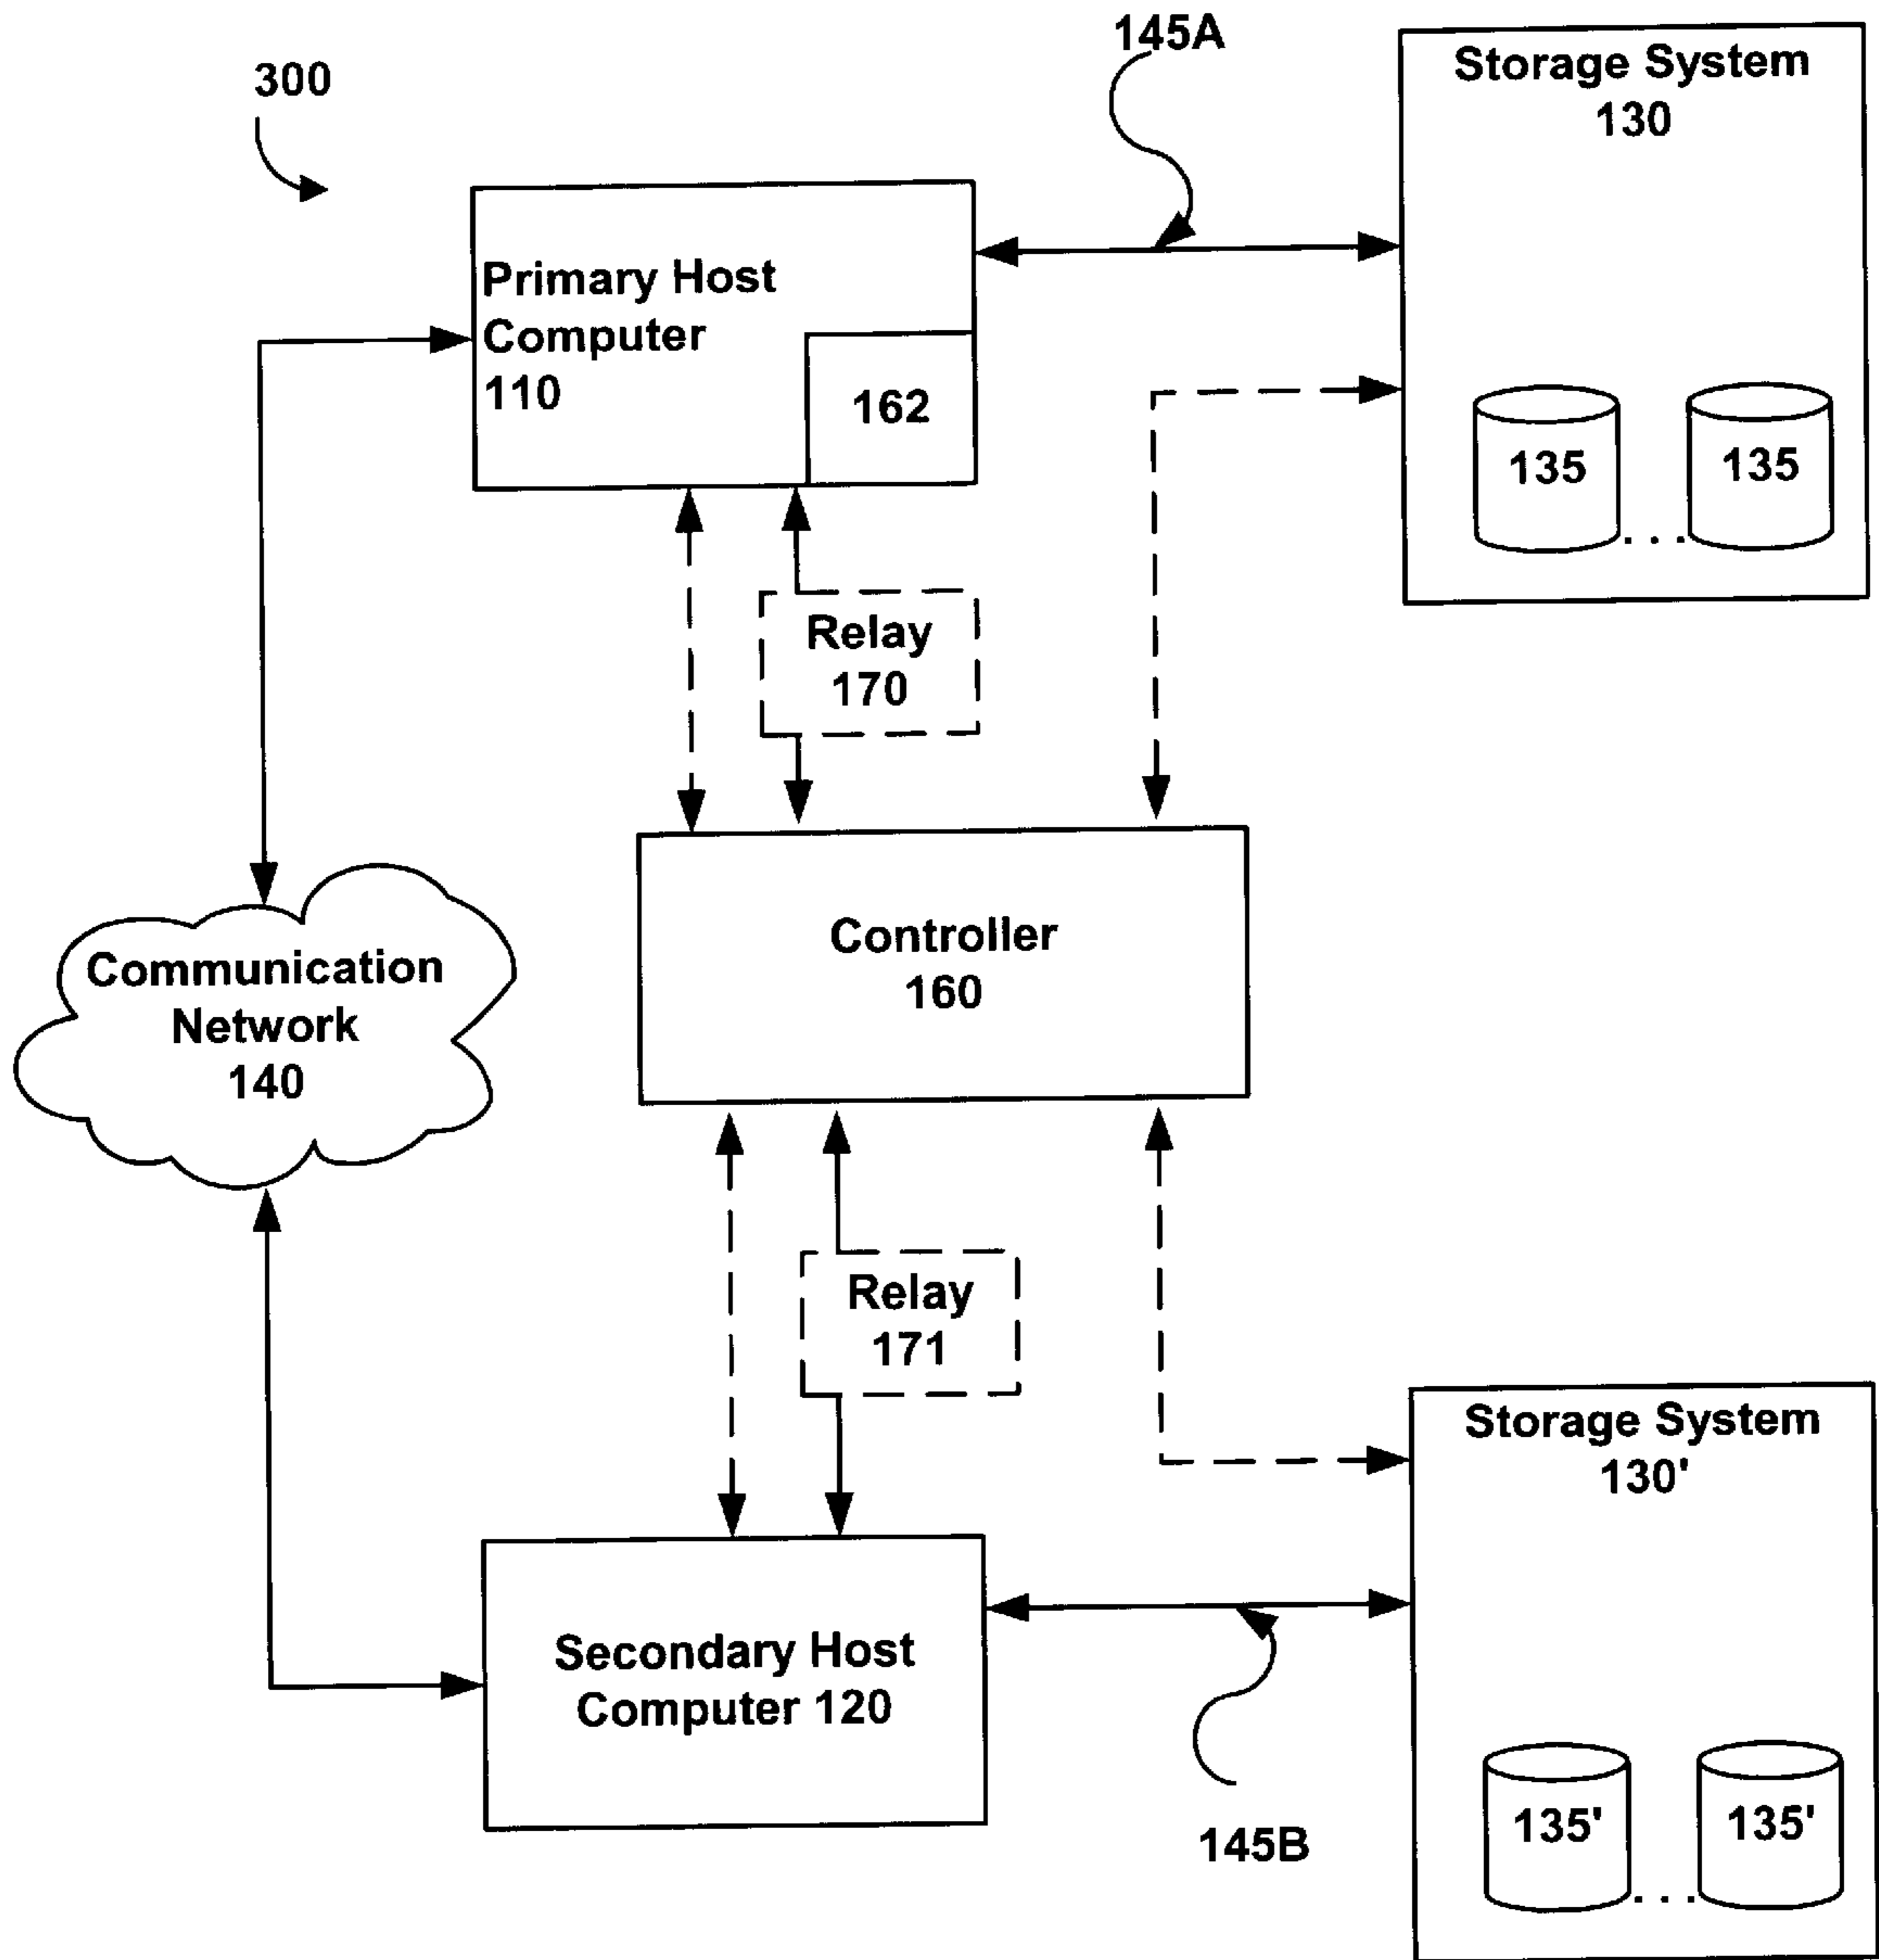 145A
300
Storage System
130
Primary Host
Computer
110
162
135
135
...
Relay
170
Controller
160
Communication
Network
140
Relay
171
Storage System
130'
Secondary Host
Computer 120
145B
135'
135'
...